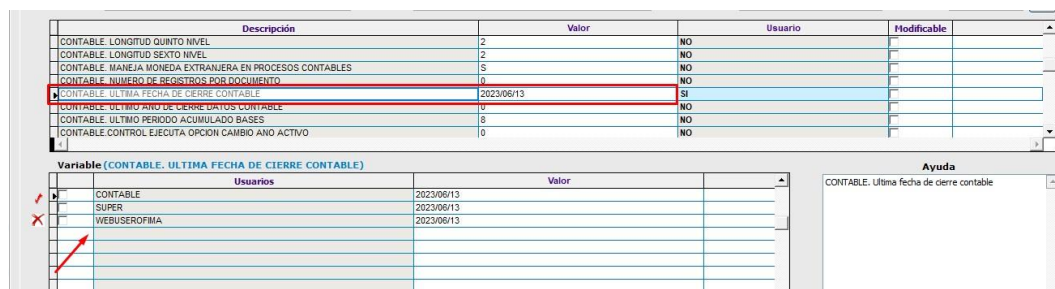 Descripción Valor Usuario Modificable
CONTABLE. LONGITUD QUINTO NIVEL 2 NO
CONTABLE. LONGITUD SEXTO NIVEL 2 NO
CONTABLE. MANEJA MONEDA EXTRANJERA EN PROCESOS CONTABLES S NO
CONTABLE. NUMERO DE REGISTROS POR DOCUMENTO 0 NO
CONTABLE. ULTIMA FECHA DE CIERRE CONTABLE 2023/06/13 SI
CONTABLE. ULTIMO ANO DE CIERRE DATOS CONTABLE 0 NO
CONTABLE. ULTIMO PERIODO ACUMULADO BASES 8 NO
CONTABLE.CONTROL EJECUTA OPCION CAMBIO ANO ACTIVO 0 NO
Variable (CONTABLE. ULTIMA FECHA DE CIERRE CONTABLE) Ayuda
Usuarios Valor
CONTABLE. Ultima fecha de cierre contable
CONTABLE 2023/06/13
SUPER 2023/06/13
WEBUSEROFIMA 2023/06/13